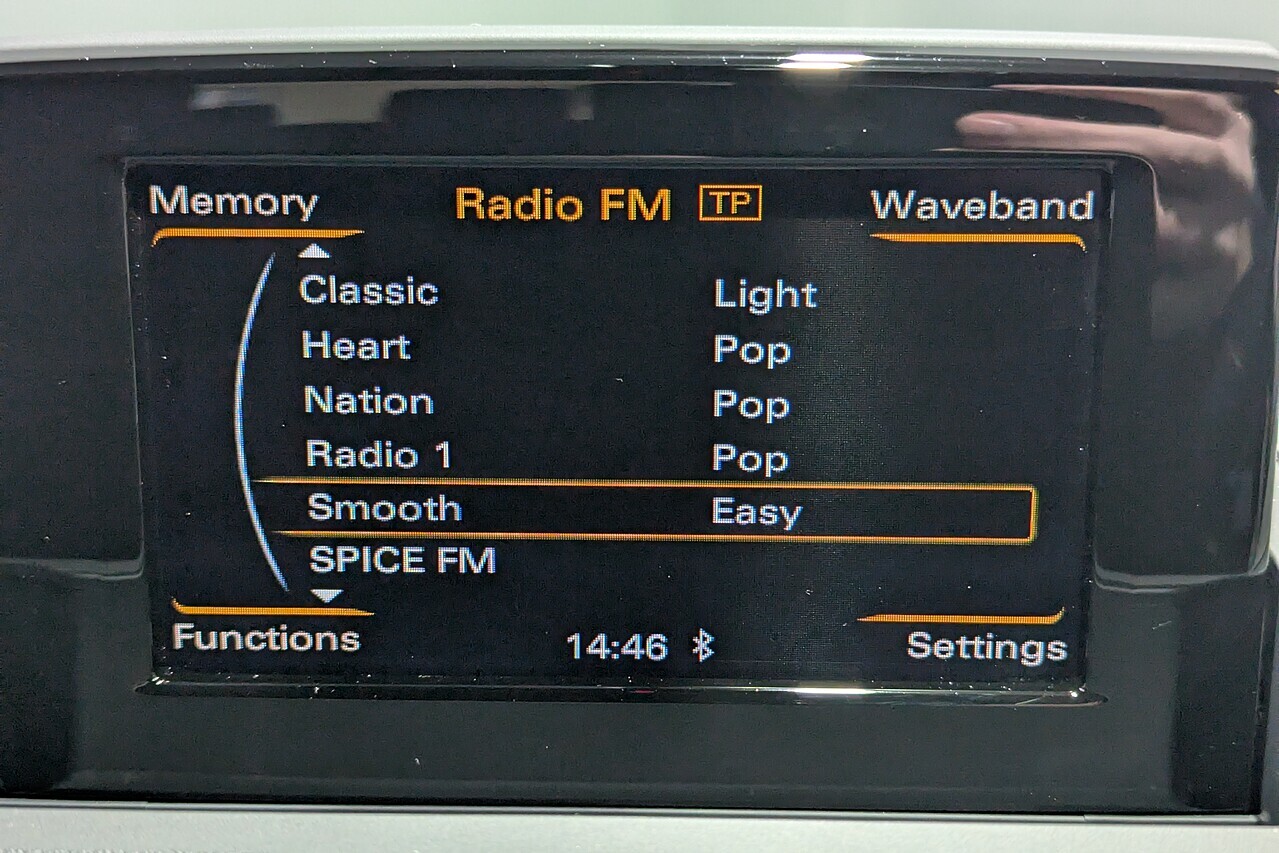 Memory Radio FM TP Waveband
Classic Light
Heart Pop
Nation Pop
Radio 1 Pop
Smooth Easy
SPICE FM
Functions 14:46 Settings